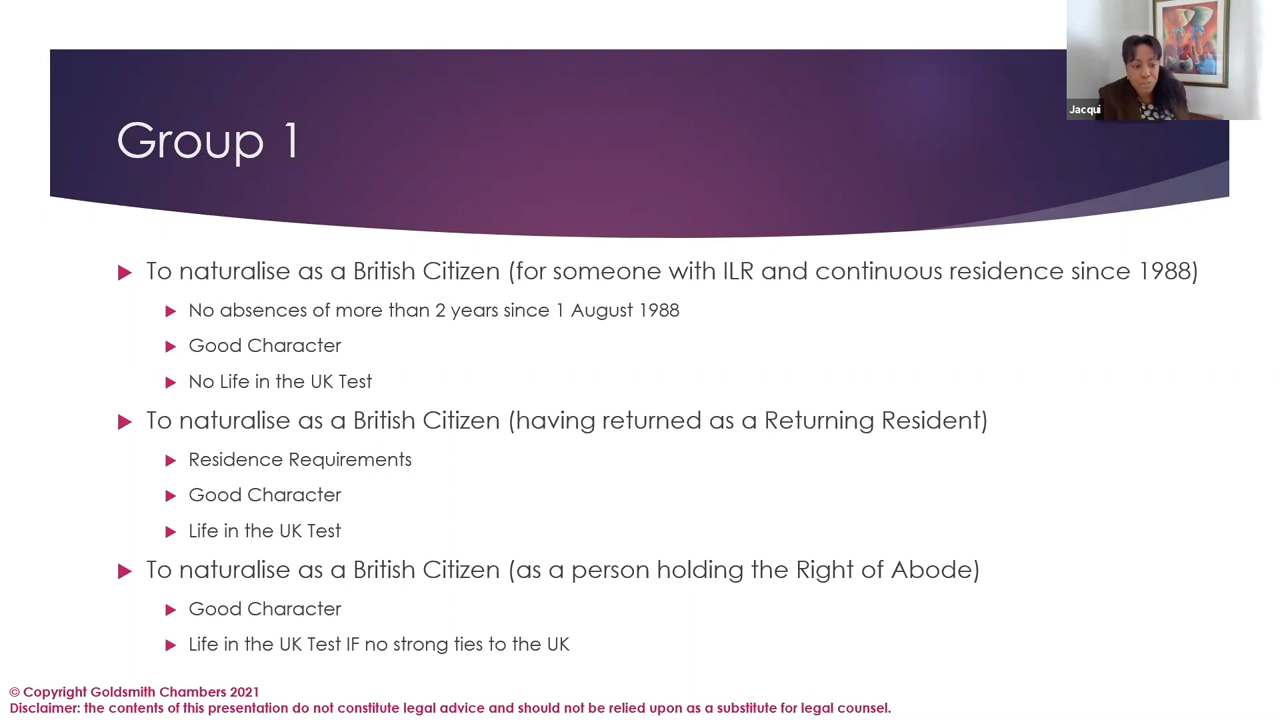 Jacqui
Group 1
To naturalise as a British Citizen (for someone with ILR and continuous residence since 1988)
No absences of more than 2 years since 1 August 1988
Good Character
No Life in the UK Test
To naturalise as a British Citizen (having returned as a Returning Resident)
Residence Requirements
Good Character
Life in the UK Test
To naturalise as a British Citizen (as a person holding the Right of Abode)
Good Character
Life in the UK Test IF no strong ties to the UK
© Copyright Goldsmith Chambers 2021
Disclaimer: the contents of this presentation do not constitute legal advice and should not be relied upon as a substitute for legal counsel.